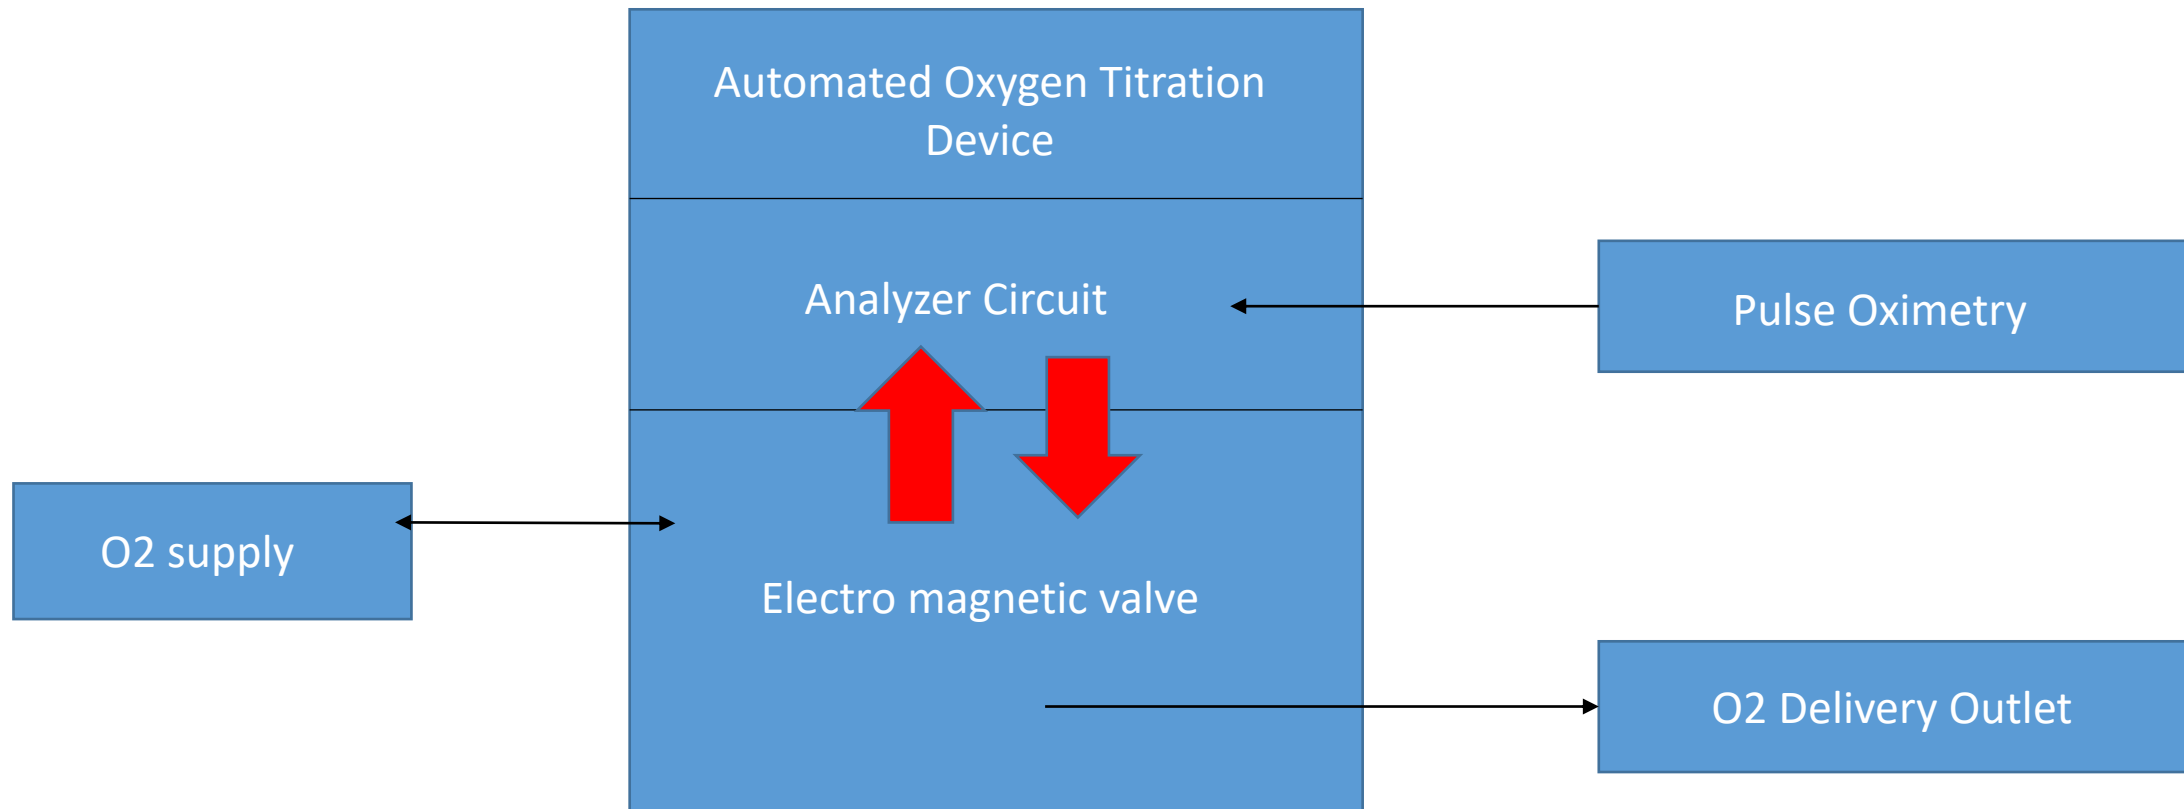 Automated Oxygen Titration
Device
Analyzer Circuit
Pulse Oximetry
O2 supply
Electro magnetic valve
O2 Delivery Outlet